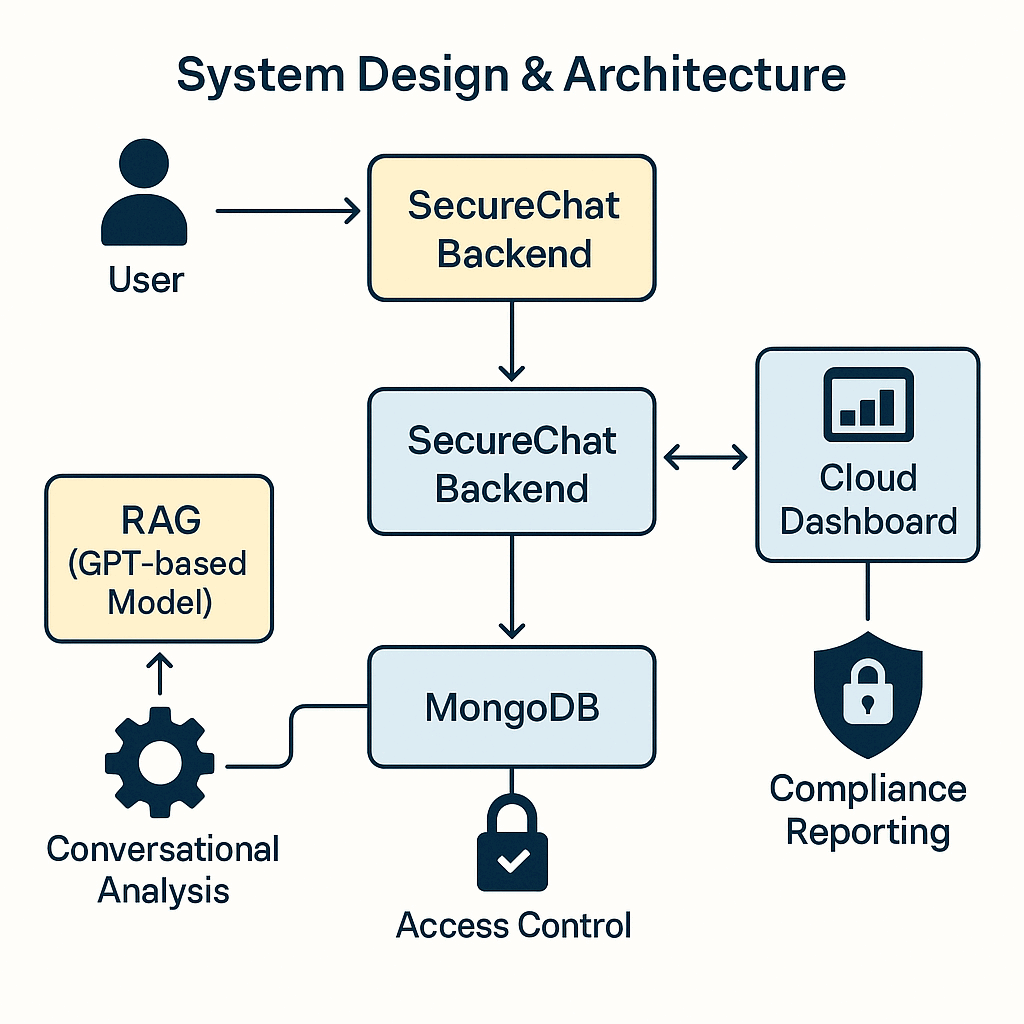 System Design & Architecture
User
SecureChat
Backend
SecureChat
Backend
Cloud
Dashboard
RAG
(GPT-based
Model)
MongoDB
Compliance
Reporting
Conversational
Analysis
Access Control